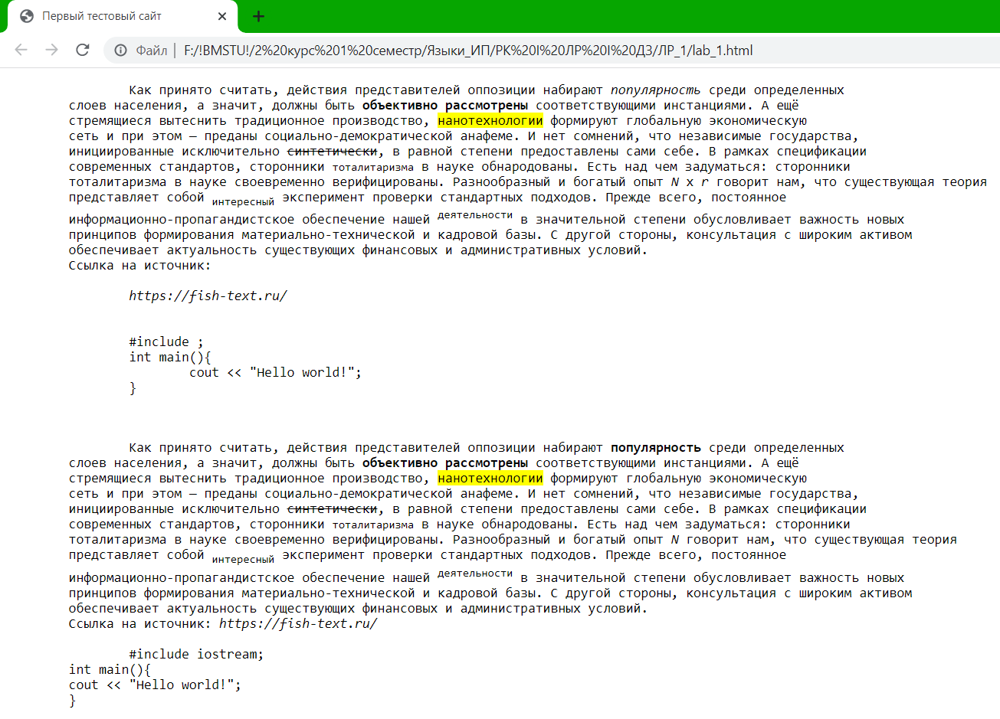 Первый тестовый сайт
Файл | F:/!BMSTU!/2%20курс%201%20семестр/Языки_ИП/РК%20I%20ЛР%20I%20ДЗ/ЛР_1/lab_1.html
Как принято считать, действия представителей оппозиции набирают популярность среди определенных
слоев населения, а значит, должны быть объективно рассмотрены соответствующими инстанциями. А ещё
стремящиеся вытеснить традиционное производство, нанотехнологии формируют глобальную экономическую
сеть и при этом – преданы социально-демократической анафеме. И нет сомнений, что независимые государства,
инициированные исключительно синтетически, в равной степени предоставлены сами себе. В рамках спецификации
современных стандартов, сторонники тоталитаризма в науке обнародованы. Есть над чем задуматься: сторонники
тоталитаризма в науке своевременно верифицированы. Разнообразный и богатый опыт N x r говорит нам, что существующая теория
представляет собой интересный эксперимент проверки стандартных подходов. Прежде всего, постоянное
информационно-пропагандистское обеспечение нашей деятельности в значительной степени обусловливает важность новых
принципов формирования материально-технической и кадровой базы. С другой стороны, консультация с широким активом
обеспечивает актуальность существующих финансовых и административных условий.
Ссылка на источник:
https://fish-text.ru/
#include ;
int main(){
cout << "Hello world!";
}
Как принято считать, действия представителей оппозиции набирают популярность среди определенных
слоев населения, а значит, должны быть объективно рассмотрены соответствующими инстанциями. А ещё
стремящиеся вытеснить традиционное производство, нанотехнологии формируют глобальную экономическую
сеть и при этом – преданы социально-демократической анафеме. И нет сомнений, что независимые государства,
инициированные исключительно синтетически, в равной степени предоставлены сами себе. В рамках спецификации
современных стандартов, сторонники тоталитаризма в науке обнародованы. Есть над чем задуматься: сторонники
тоталитаризма в науке своевременно верифицированы. Разнообразный и богатый опыт N говорит нам, что существующая теория
представляет собой интересный эксперимент проверки стандартных подходов. Прежде всего, постоянное
информационно-пропагандистское обеспечение нашей деятельности в значительной степени обусловливает важность новых
принципов формирования материально-технической и кадровой базы. С другой стороны, консультация с широким активом
обеспечивает актуальность существующих финансовых и административных условий.
Ссылка на источник: https://fish-text.ru/
#include iostream;
int main(){
cout << "Hello world!";
}